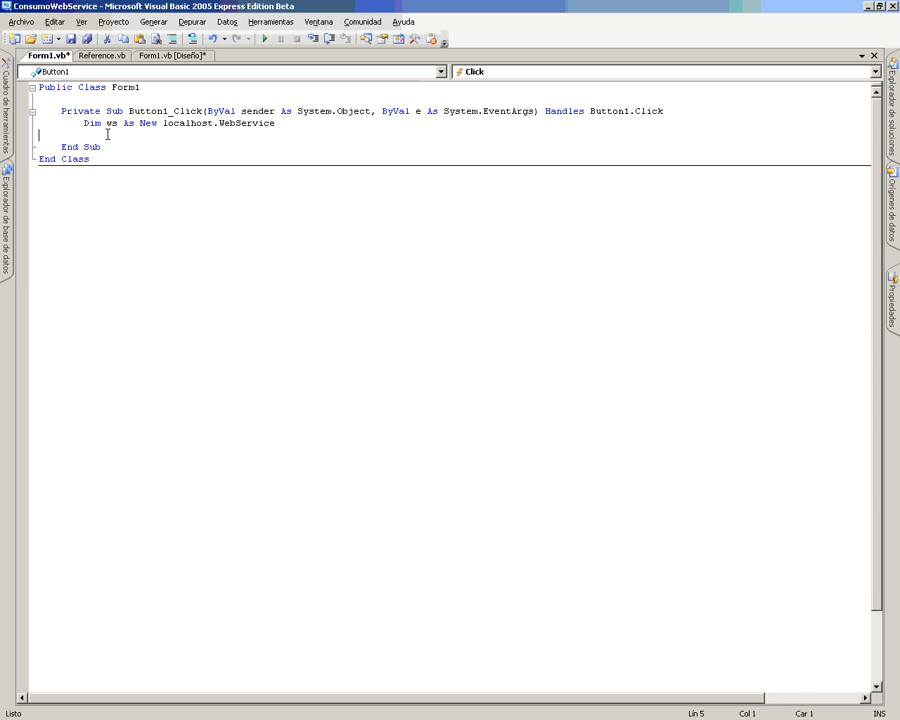 ConsumoWebService - Microsoft Visual Basic 2005 Express Edition Beta
Archivo Editar Ver Proyecto Generar Depurar Datos Herramientas Ventana Comunidad Ayuda
Form1.vb* Reference.vb Form1.vb [Diseño]*
Button1 Click
Public Class Form1
Private Sub Button1_Click(ByVal sender As System.Object, ByVal e As System.EventArgs) Handles Button1.Click
Dim ws As New localhost.WebService
End Sub
End Class
Cuadro de herramientas
Explorador de base de datos
Explorador de soluciones
Orígenes de datos
Propiedades
Listo Lín 5 Col 1 Car 1 INS